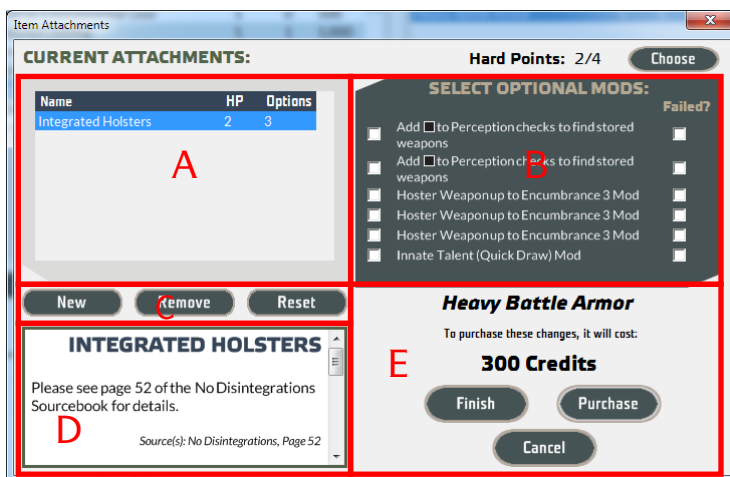 Item Attachments
CURRENT ATTACHMENTS:
Hard Points: 2/4
Choose
Name HP Options
Integrated Holsters 2 3
A
SELECT OPTIONAL MODS:
Failed?
Add to Perception checks to find stored
weapons
Add to Perception checks to find stored
weapons
Hoster Weapon up to Encumbrance 3 Mod
Hoster Weapon up to Encumbrance 3 Mod
Hoster Weapon up to Encumbrance 3 Mod
Innate Talent (Quick Draw) Mod
B
New Remove Reset
C
INTEGRATED HOLSTERS
Please see page 52 of the No Disintegrations
Sourcebook for details.
Source(s): No Disintegrations, Page 52
D
Heavy Battle Armor
To purchase these changes, it will cost:
300 Credits
E
Finish Purchase
Cancel